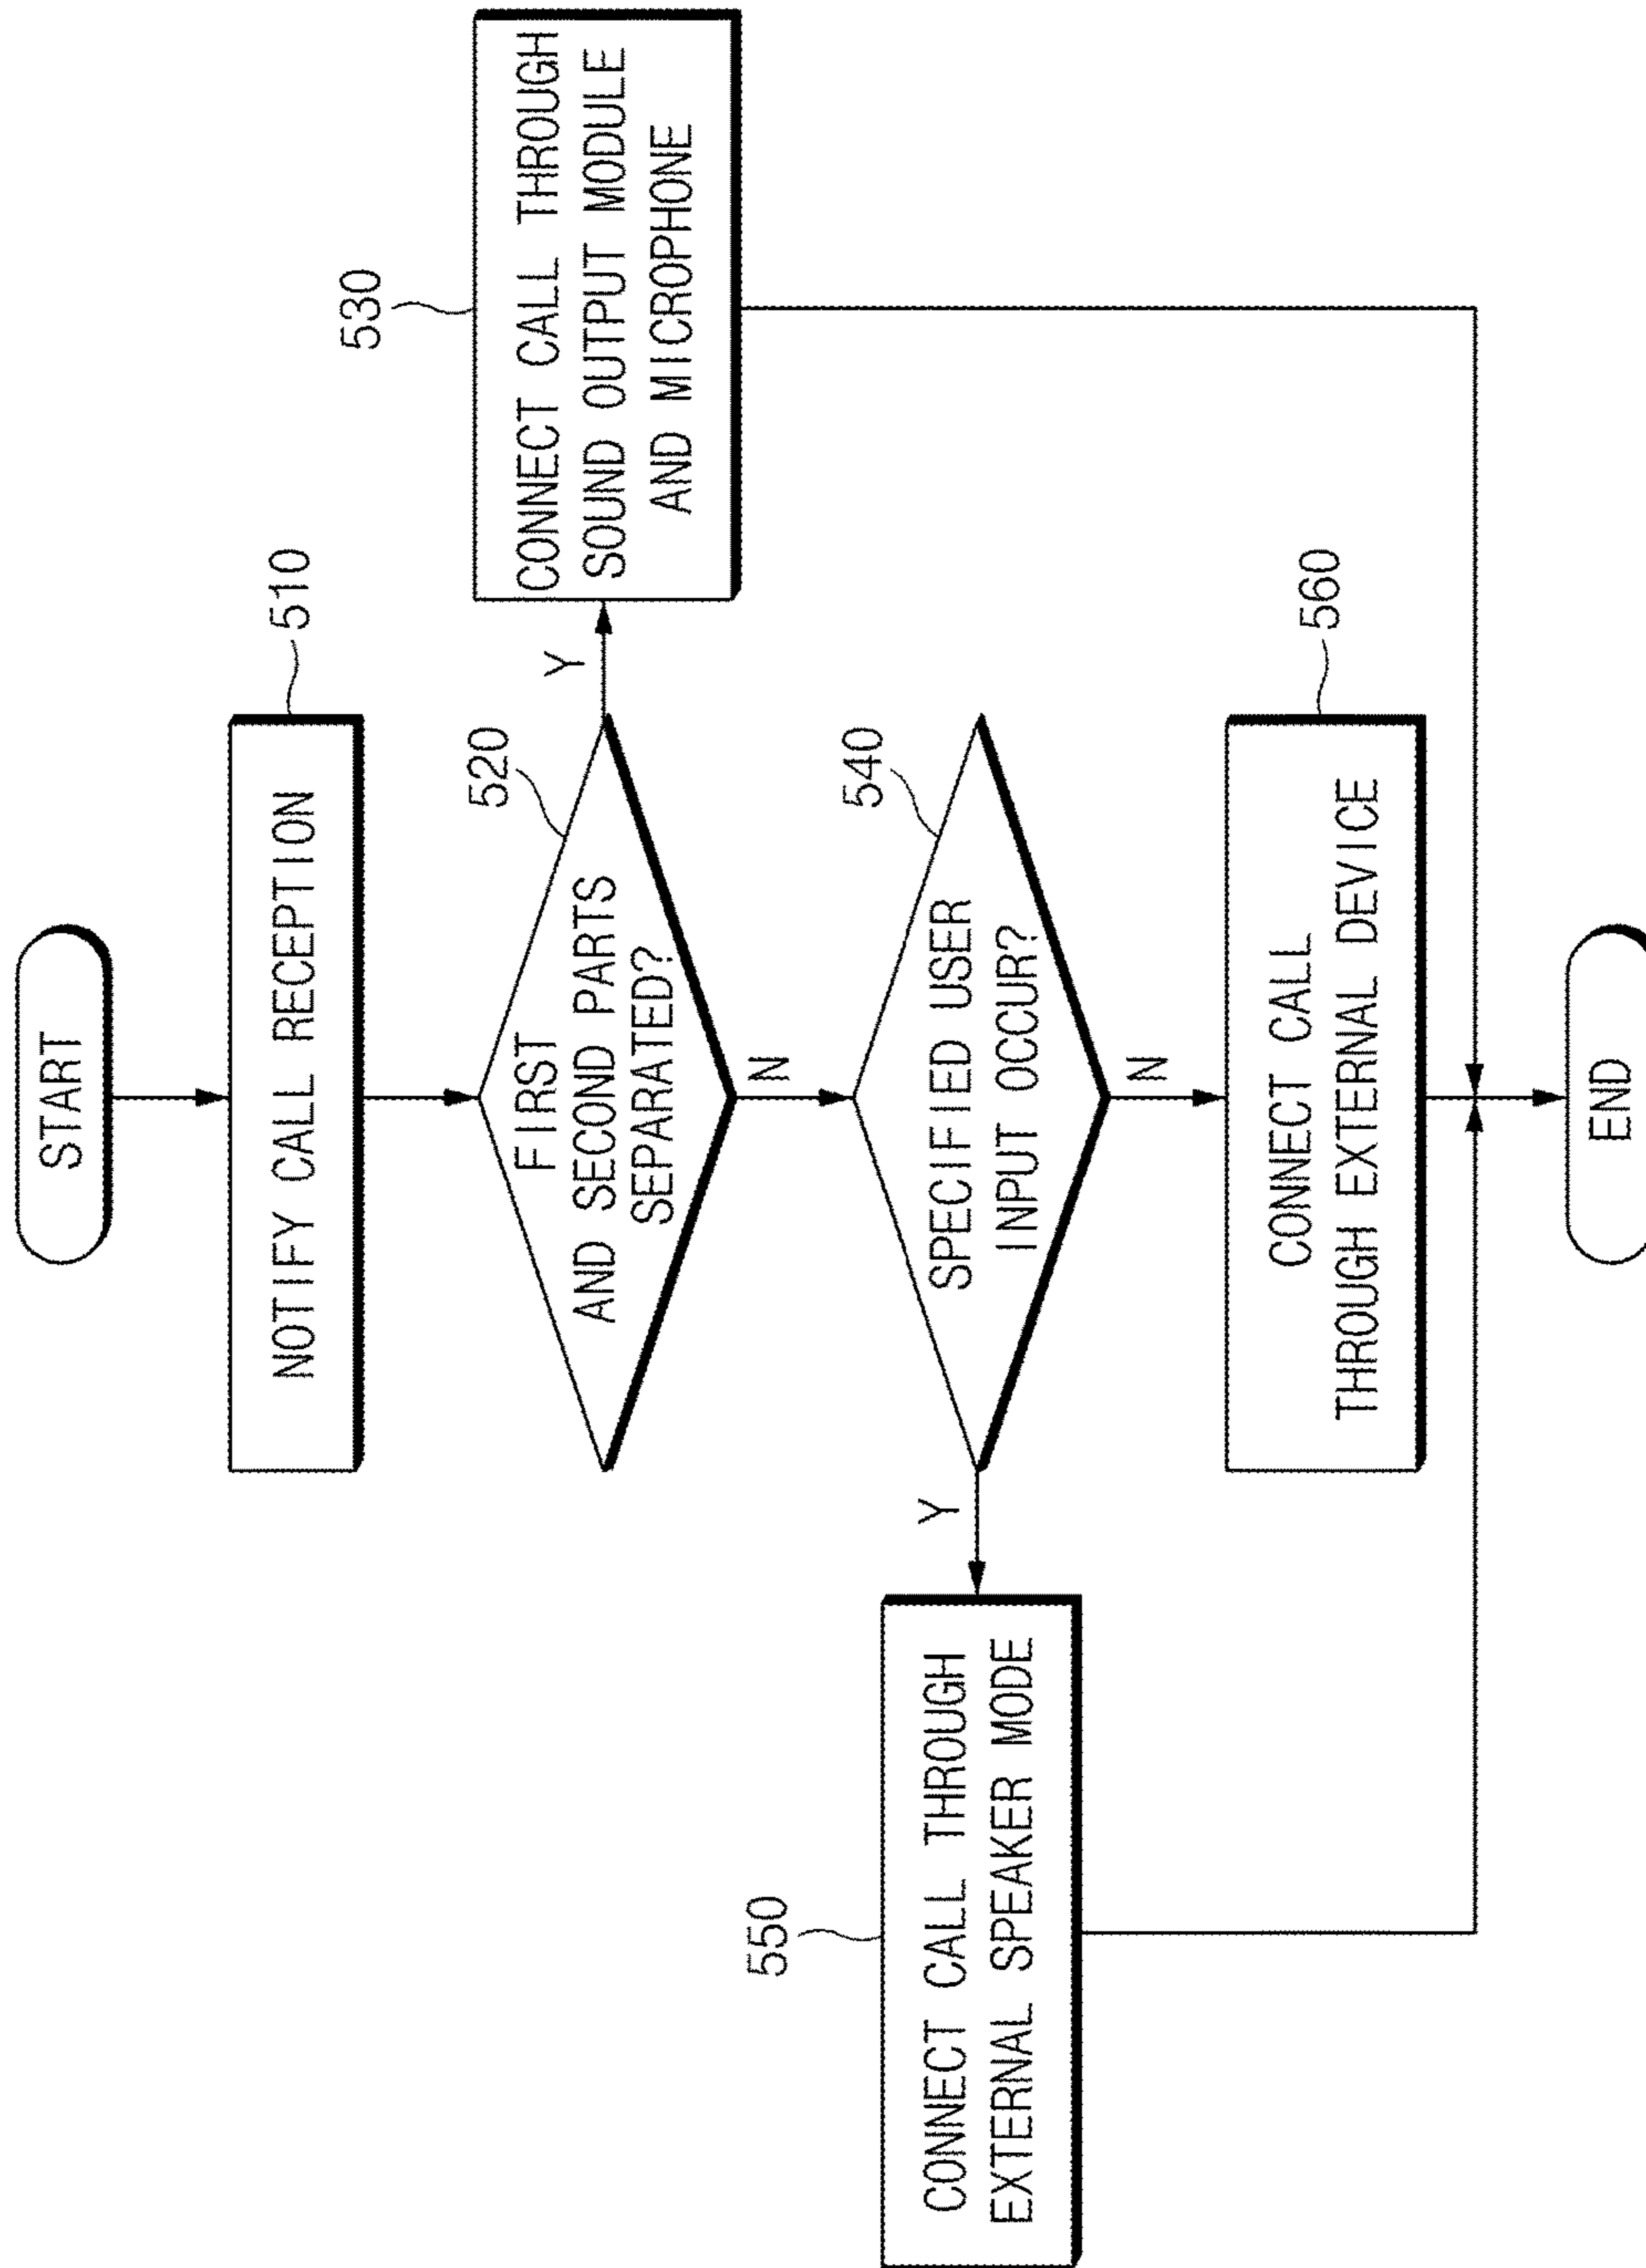 START
510
NOTIFY CALL RECEPTION
520
FIRST
AND SECOND PARTS
SEPARATED?
Y
530
CONNECT CALL THROUGH
SOUND OUTPUT MODULE
AND MICROPHONE
N
540
SPECIFIED USER
INPUT OCCUR?
Y
550
CONNECT CALL THROUGH
EXTERNAL SPEAKER MODE
N
560
CONNECT CALL
THROUGH EXTERNAL DEVICE
END